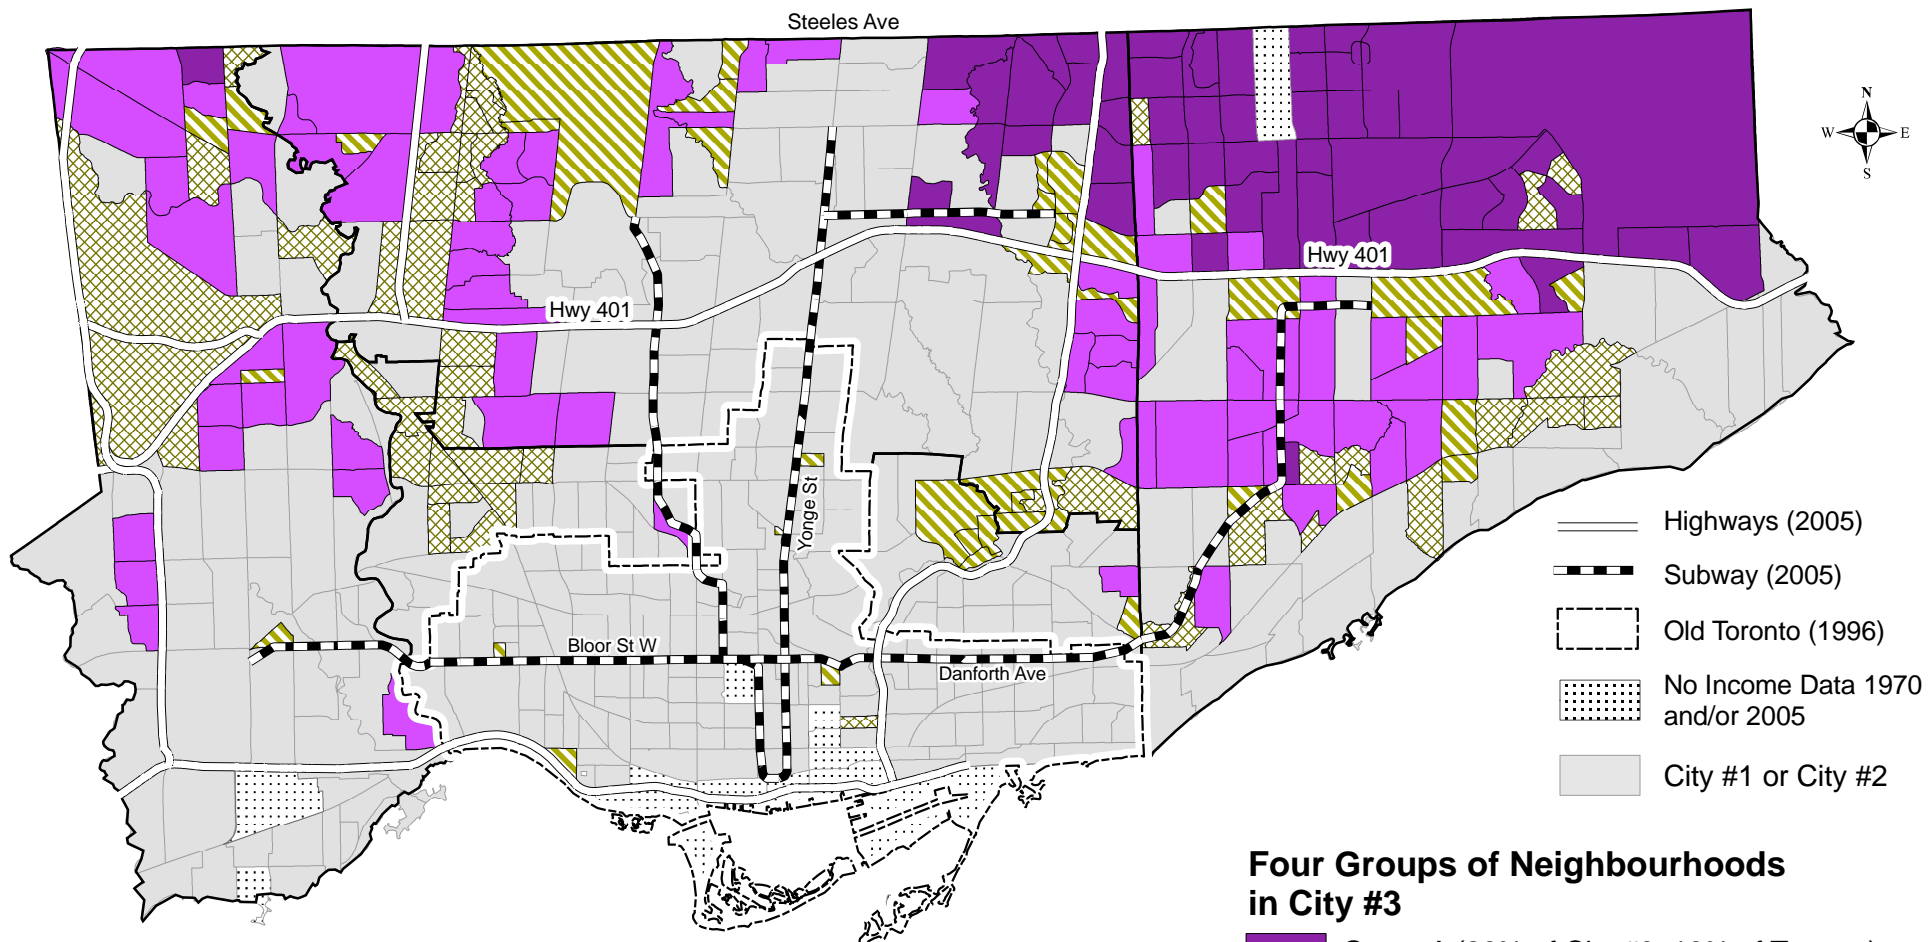 Steeles Ave
N
W E
S
Hwy 401
Hwy 401
Yonge St
Bloor St W
Danforth Ave
Highways (2005)
Subway (2005)
Old Toronto (1996)
No Income Data 1970
and/or 2005
City #1 or City #2
Four Groups of Neighbourhoods
in City #3